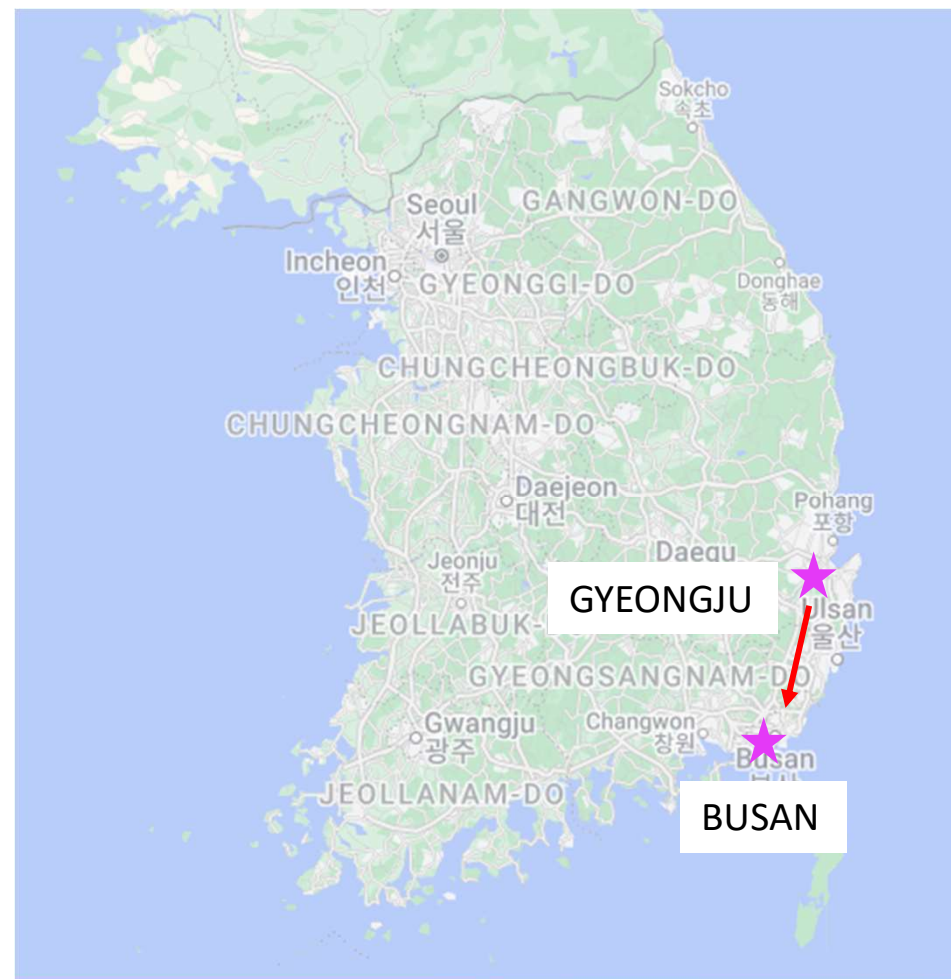 Sokcho
속초
Seoul
서울
GANGWON-DO
Incheon
인천
GYEONGGI-DO
Donghae
동해
CHUNGCHEONGBUK-DO
CHUNGCHEONGNAM-DO
Daejeon
대전
Pohang
포항
Daegu
Jeonju
전주
GYEONGJU
Ulsan
울산
JEOLLABUK-
GYEONGSANGNAM-DO
Gwangju
광주
Changwon
창원
Busan
JEOLLANAM-DO
BUSAN